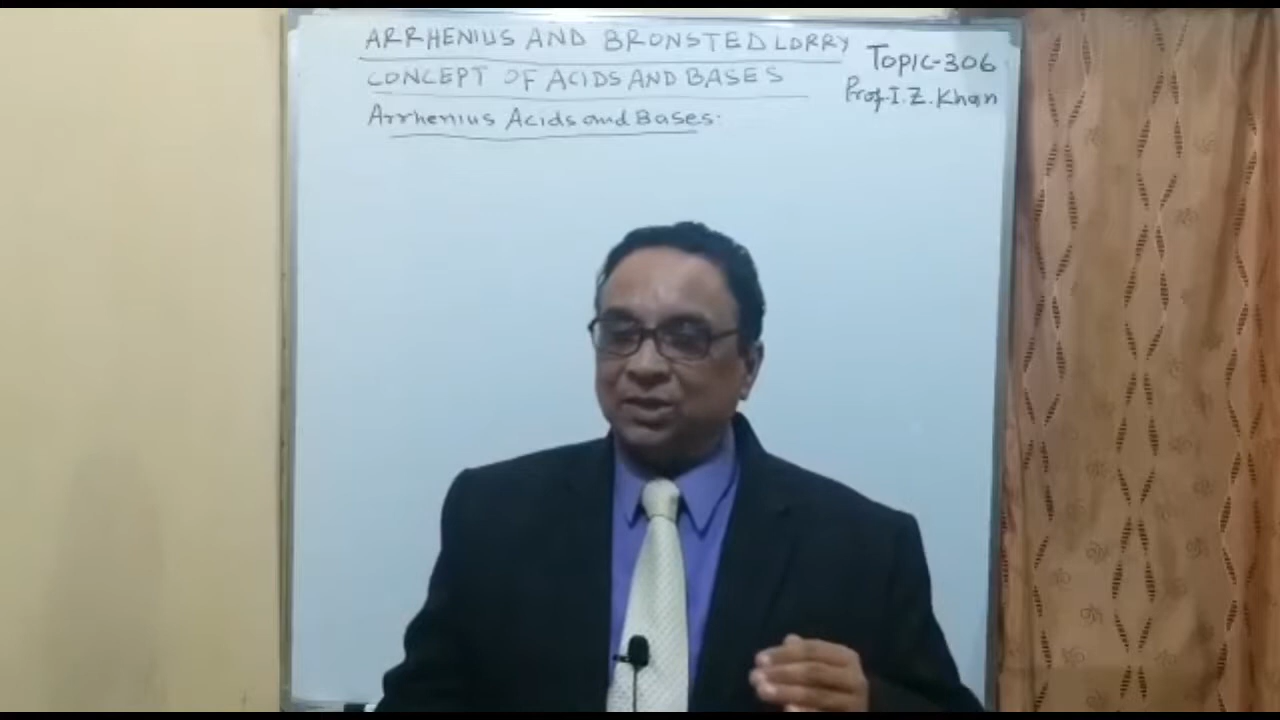 ARRHENIUS AND BRONSTED LORRY
CONCEPT OF ACIDS AND BASES
Arrhenius Acids and Bases.
Topic-306
Prof. I. Z. Khan